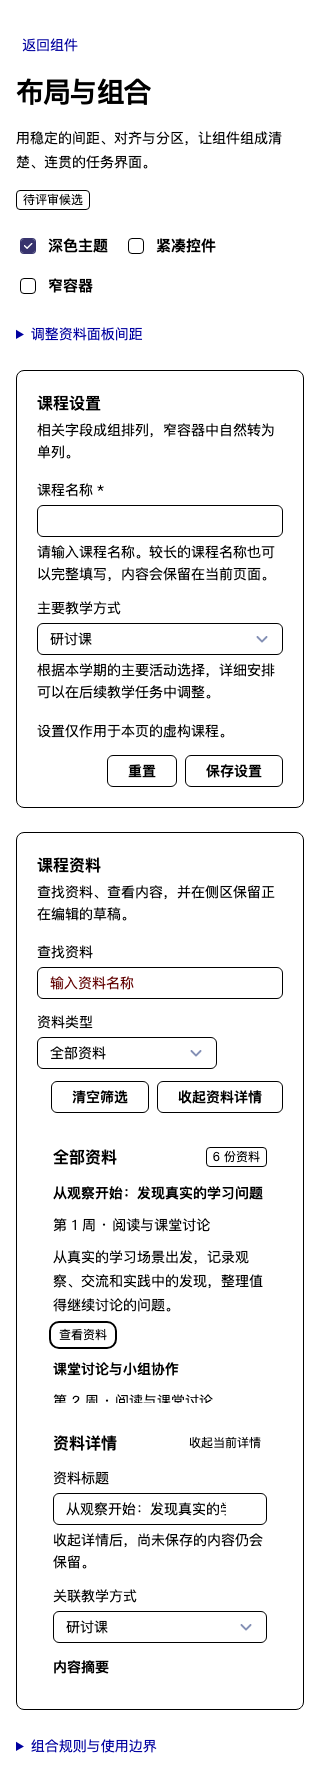 返回组件
布局与组合
用稳定的间距、对齐与分区，让组件组成清
楚、连贯的任务界面。
待评审候选
深色主题 紧凑控件
窄容器
调整资料面板间距
课程设置
相关字段成组排列，窄容器中自然转为
单列。
课程名称 *
请输入课程名称。较长的课程名称也可
以完整填写，内容会保留在当前页面。
主要教学方式
研讨课
根据本学期的主要活动选择，详细安排
可以在后续教学任务中调整。
设置仅作用于本页的虚构课程。
重置 保存设置
课程资料
查找资料、查看内容，并在侧区保留正
在编辑的草稿。
查找资料
输入资料名称
资料类型
全部资料
清空筛选 收起资料详情
全部资料 6 份资料
从观察开始：发现真实的学习问题
第 1 周 · 阅读与课堂讨论
从真实的学习场景出发，记录观
察、交流和实践中的发现，整理值
得继续讨论的问题。
查看资料
课堂讨论与小组协作
第 2 周 · 阅读与课堂讨论
资料详情 收起当前详情
资料标题
从观察开始：发现真实的
收起详情后，尚未保存的内容仍会
保留。
关联教学方式
研讨课
内容摘要
组合规则与使用边界